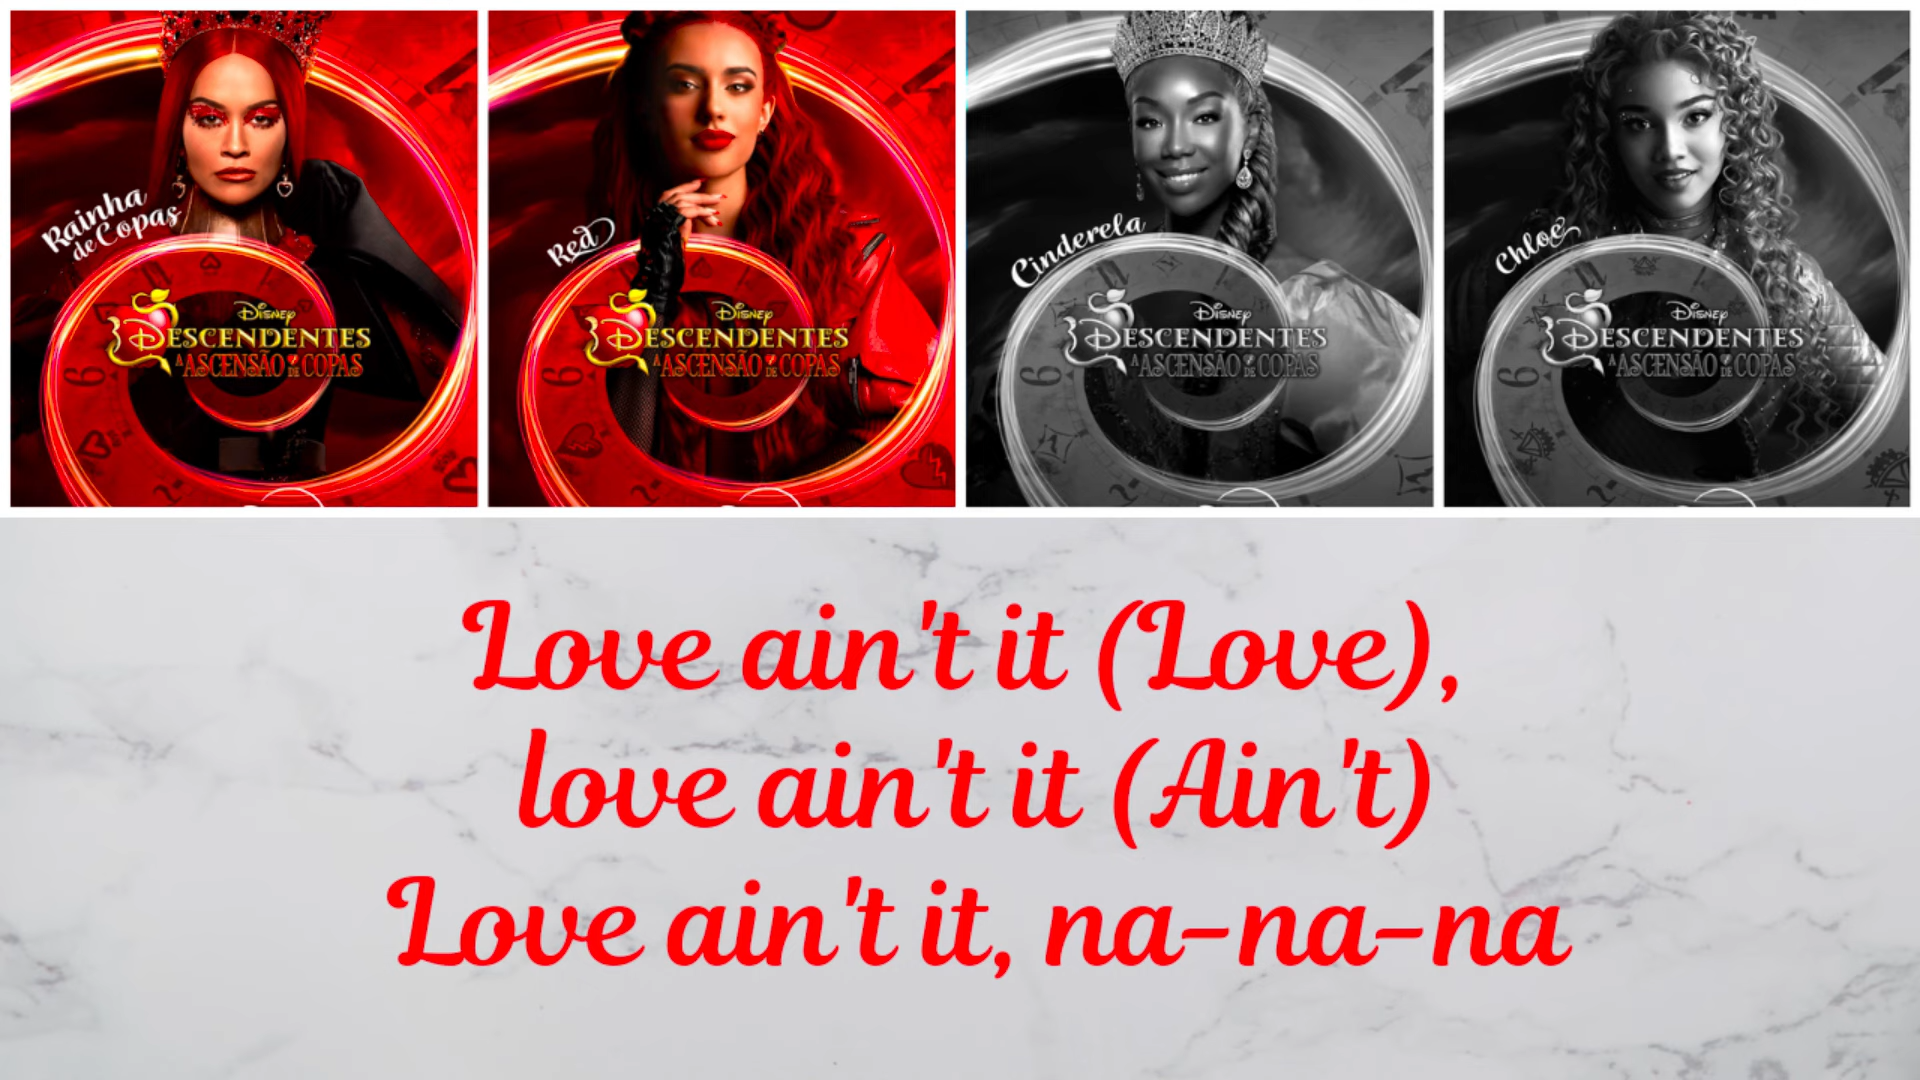 Rainha
de Copas
Disney
DESCENDENTES
A ASCENSÃO DE COPAS
Red
Disney
DESCENDENTES
A ASCENSÃO DE COPAS
Cinderela
Disney
DESCENDENTES
A ASCENSÃO DE COPAS
Chloé
Disney
DESCENDENTES
A ASCENSÃO DE COPAS
Love ain't it (Love),
love ain't it (Ain't)
Love ain't it, na-na-na